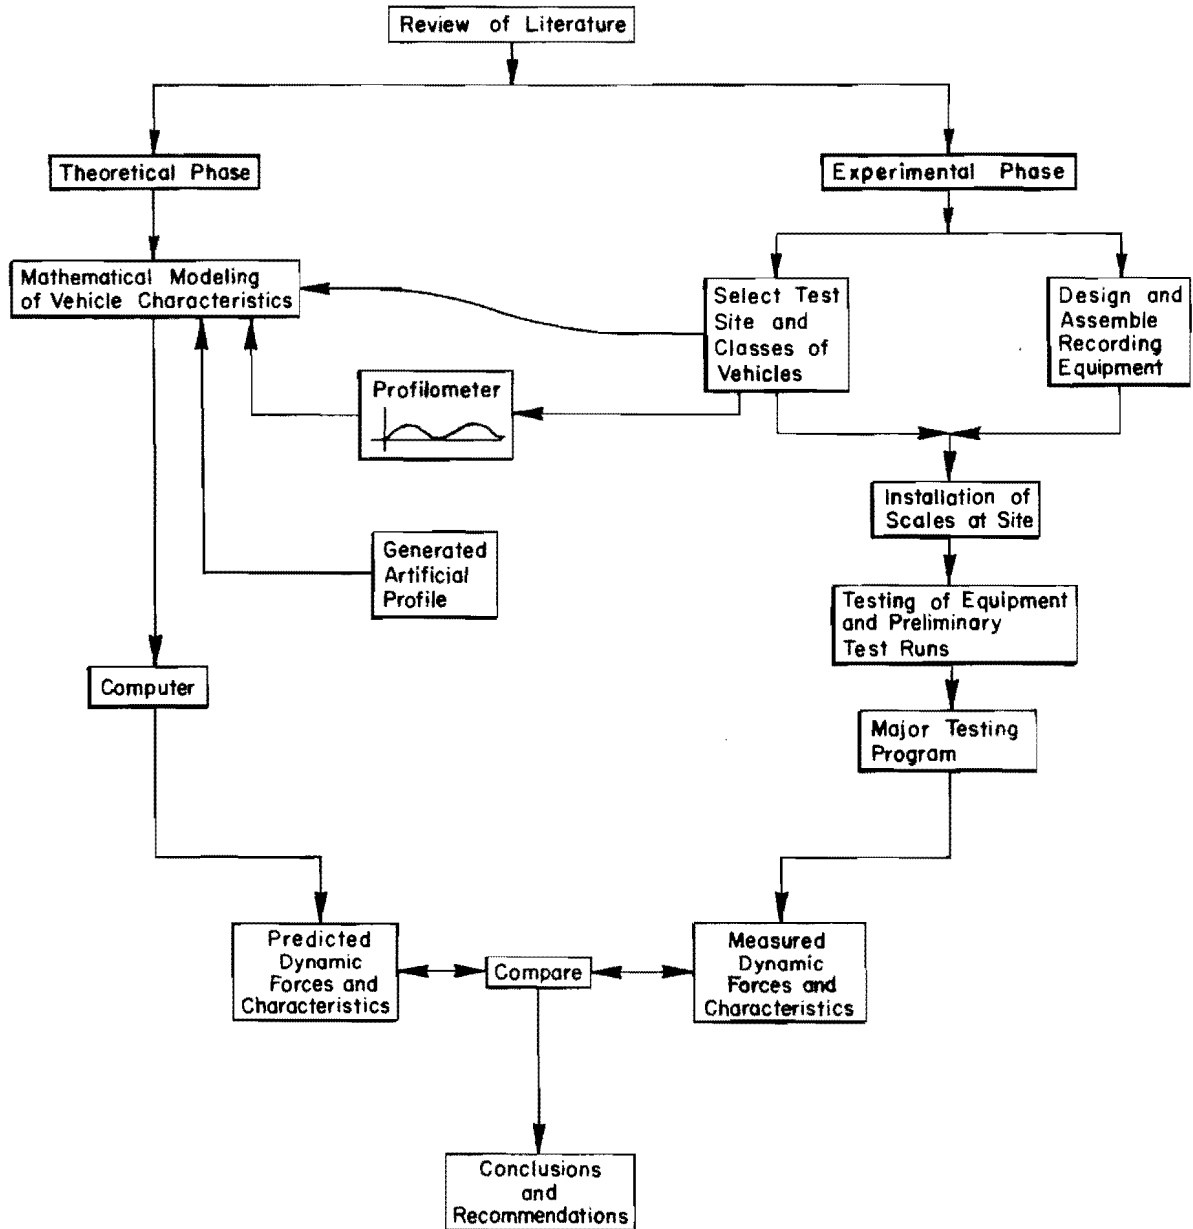 Review of Literature
Theoretical Phase
Experimental Phase
Mathematical Modeling
of Vehicle Characteristics
Select Test
Site and
Classes of
Vehicles
Design and
Assemble
Recording
Equipment
Profilometer
Installation of
Scales at Site
Generated
Artificial
Profile
Testing of Equipment
and Preliminary
Test Runs
Computer
Major Testing
Program
Predicted
Dynamic
Forces and
Characteristics
Compare
Measured
Dynamic
Forces and
Characteristics
Conclusions
and
Recommendations